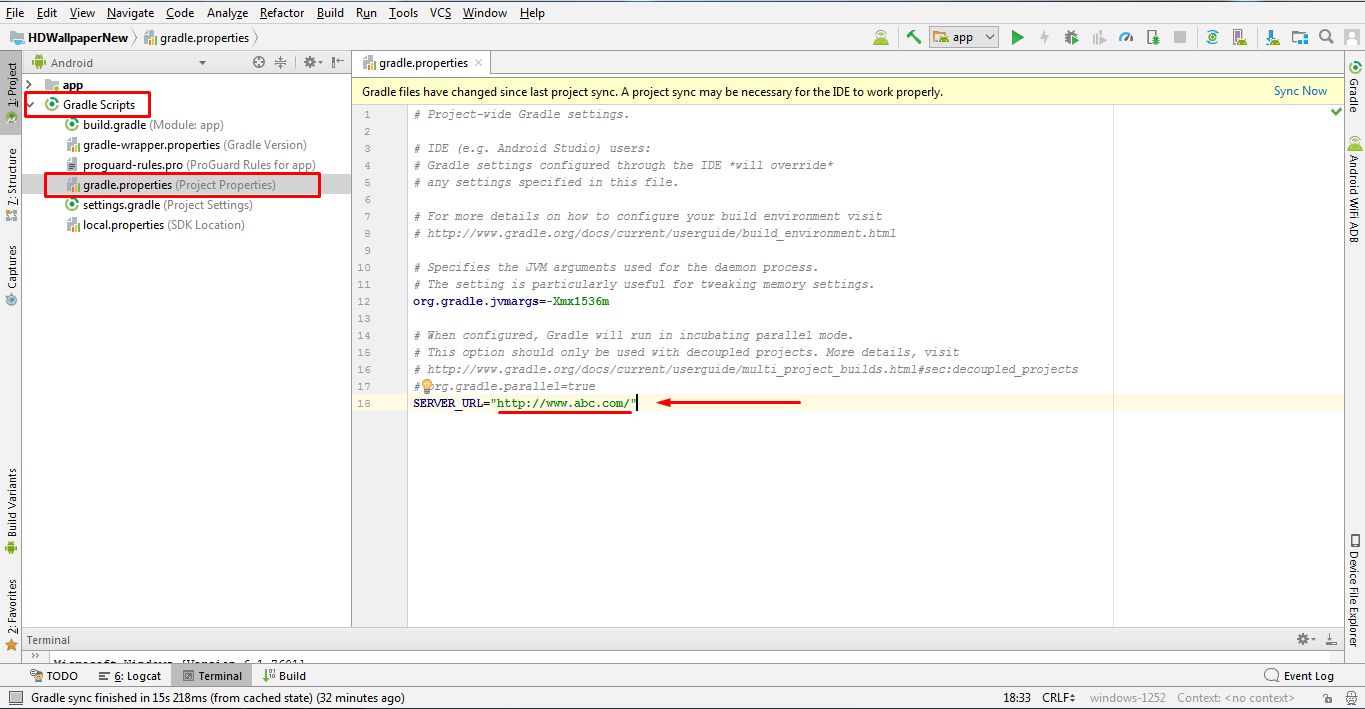 File Edit View Navigate Code Analyze Refactor Build Run Tools VCS Window Help
HDWallpaperNew gradle.properties
app
1: Project
7: Structure
Captures
Build Variants
2: Favorites
Android
app
Gradle Scripts
build.gradle (Module: app)
gradle-wrapper.properties (Gradle Version)
proguard-rules.pro (ProGuard Rules for app)
gradle.properties (Project Properties)
settings.gradle (Project Settings)
local.properties (SDK Location)
gradle.properties
Gradle files have changed since last project sync. A project sync may be necessary for the IDE to work properly. Sync Now
1 # Project-wide Gradle settings.
2
3 # IDE (e.g. Android Studio) users:
4 # Gradle settings configured through the IDE *will override*
5 # any settings specified in this file.
6
7 # For more details on how to configure your build environment visit
8 # http://www.gradle.org/docs/current/userguide/build_environment.html
9
10 # Specifies the JVM arguments used for the daemon process.
11 # The setting is particularly useful for tweaking memory settings.
12 org.gradle.jvmargs=-Xmx1536m
13
14 # When configured, Gradle will run in incubating parallel mode.
15 # This option should only be used with decoupled projects. More details, visit
16 # http://www.gradle.org/docs/current/userguide/multi_project_builds.html#sec:decoupled_projects
17 # org.gradle.parallel=true
18 SERVER_URL="http://www.abc.com/"
Gradle
Android WiFi ADB
Device File Explorer
Terminal
Microsoft Windows [Version 6.1.7601]
TODO 6: Logcat Terminal Build Event Log
Gradle sync finished in 15s 218ms (from cached state) (32 minutes ago) 18:33 CRLF windows-1252 Context: <no context>